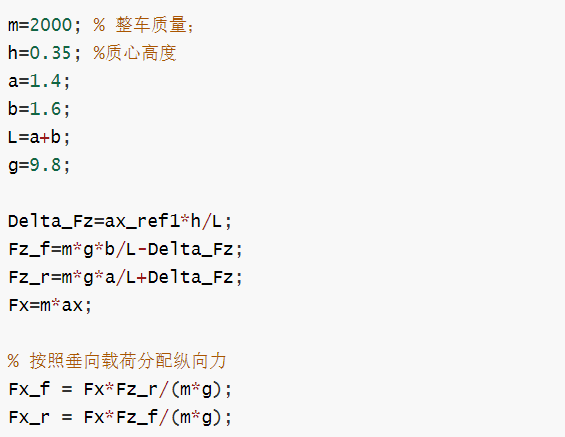 m=2000; % 整车质量；
h=0.35; %质心高度
a=1.4;
b=1.6;
L=a+b;
g=9.8;
Delta_Fz=ax_ref1*h/L;
Fz_f=m*g*b/L-Delta_Fz;
Fz_r=m*g*a/L+Delta_Fz;
Fx=m*ax;
% 按照垂向载荷分配纵向力
Fx_f = Fx*Fz_r/(m*g);
Fx_r = Fx*Fz_f/(m*g);